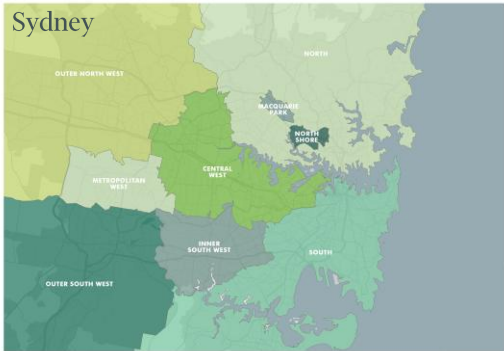 Sydney
NORTH
OUTER NORTH WEST
MACQUARIE
PARK
NORTH
SHORE
CENTRAL
WEST
METROPOLITAN
WEST
INNER
SOUTH WEST
SOUTH
OUTER SOUTH WEST